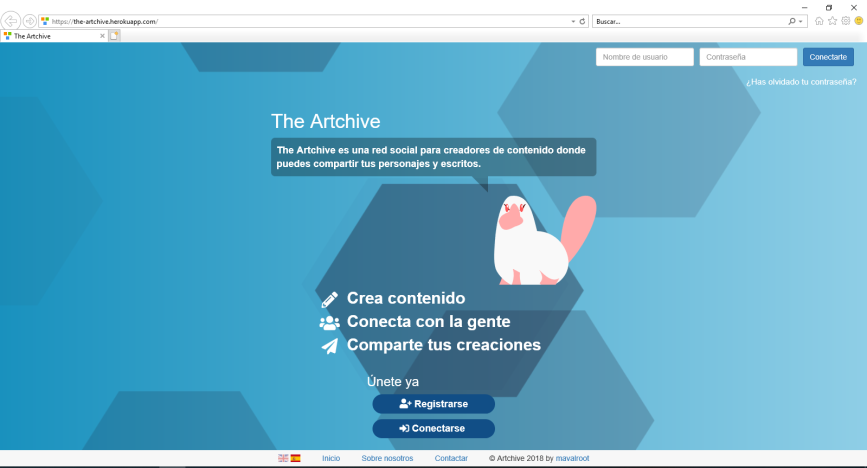 https://the-artchive.herokuapp.com/
Buscar...
The Artchive
Nombre de usuario
Contraseña
Conectarte
¿Has olvidado tu contraseña?
The Artchive
The Artchive es una red social para creadores de contenido donde
puedes compartir tus personajes y escritos.
Crea contenido
Conecta con la gente
Comparte tus creaciones
Únete ya
Registrarse
Conectarse
Inicio Sobre nosotros Contactar © Artchive 2018 by mavalroot